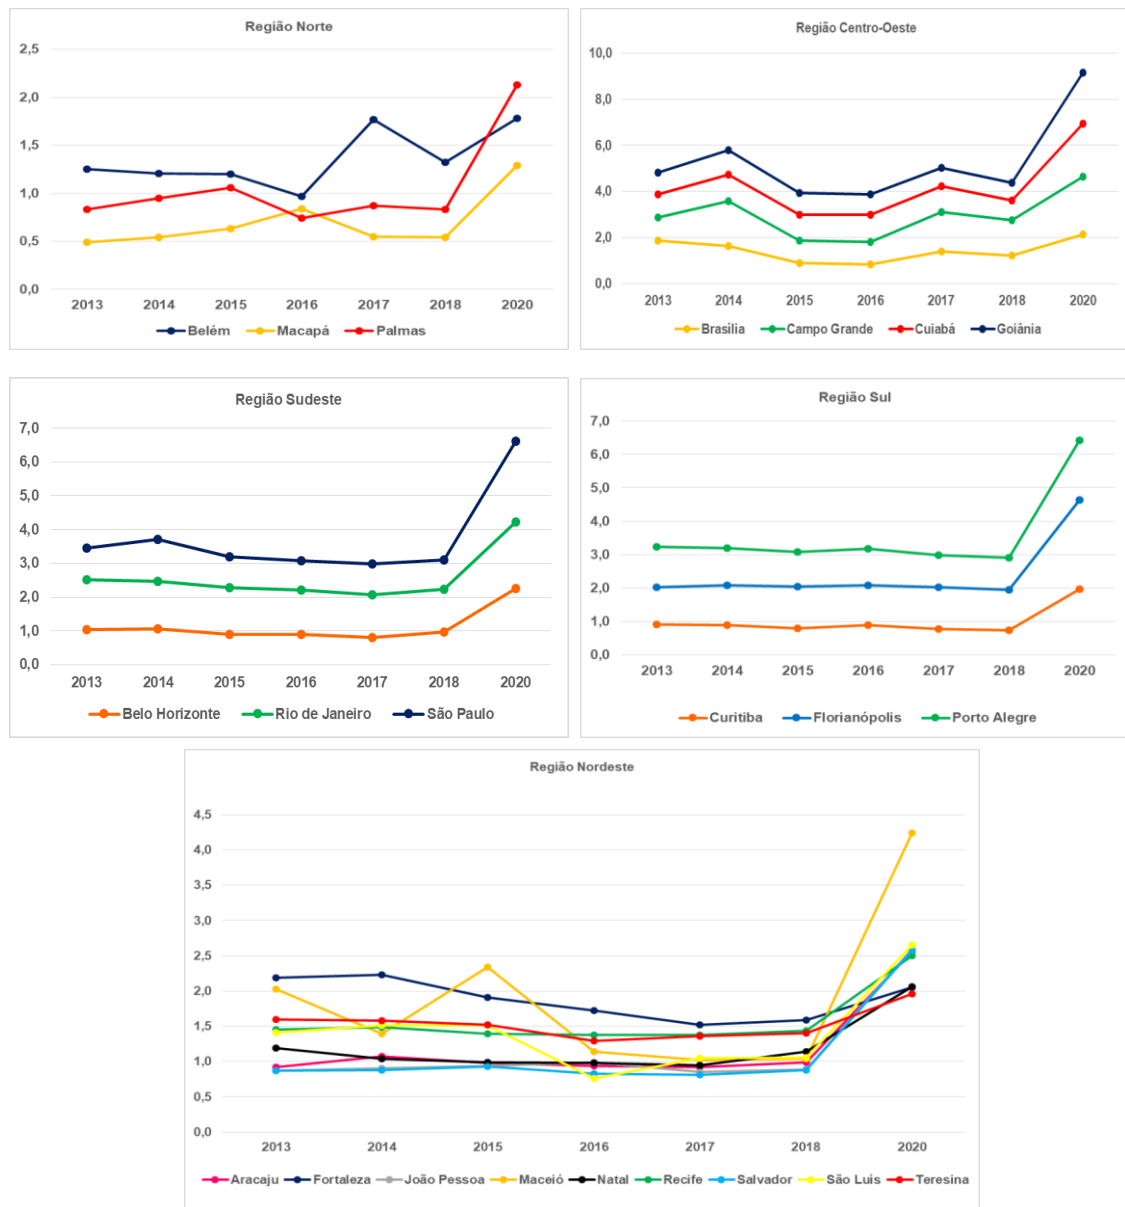 Região Norte
2,5
2,0
1,5
1,0
0,5
0,0
2013 2014 2015 2016 2017 2018 2020
Belém Macapá Palmas
Região Centro-Oeste
10,0
8,0
6,0
4,0
2,0
0,0
2013 2014 2015 2016 2017 2018 2020
Brasília Campo Grande Cuiabá Goiânia
Região Sudeste
7,0
6,0
5,0
4,0
3,0
2,0
1,0
0,0
2013 2014 2015 2016 2017 2018 2020
Belo Horizonte Rio de Janeiro São Paulo
Região Sul
7,0
6,0
5,0
4,0
3,0
2,0
1,0
0,0
2013 2014 2015 2016 2017 2018 2020
Curitiba Florianópolis Porto Alegre
Região Nordeste
4,5
4,0
3,5
3,0
2,5
2,0
1,5
1,0
0,5
0,0
2013 2014 2015 2016 2017 2018 2020
Aracaju Fortaleza João Pessoa Maceió Natal Recife Salvador São Luis Teresina